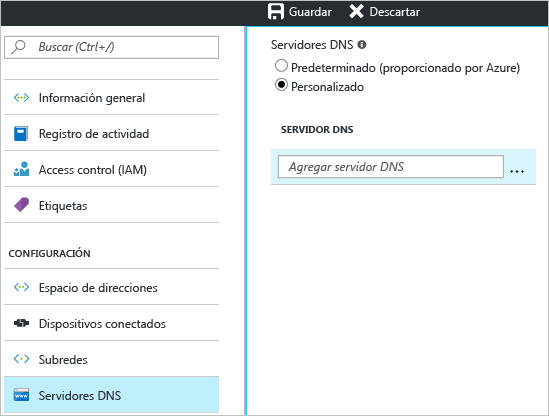 Guardar
Descartar
Buscar (Ctrl+/)
Información general
Registro de actividad
Access control (IAM)
Etiquetas
CONFIGURACIÓN
Espacio de direcciones
Dispositivos conectados
Subredes
Servidores DNS
Servidores DNS
Predeterminado (proporcionado por Azure)
Personalizado
SERVIDOR DNS
Agregar servidor DNS
...